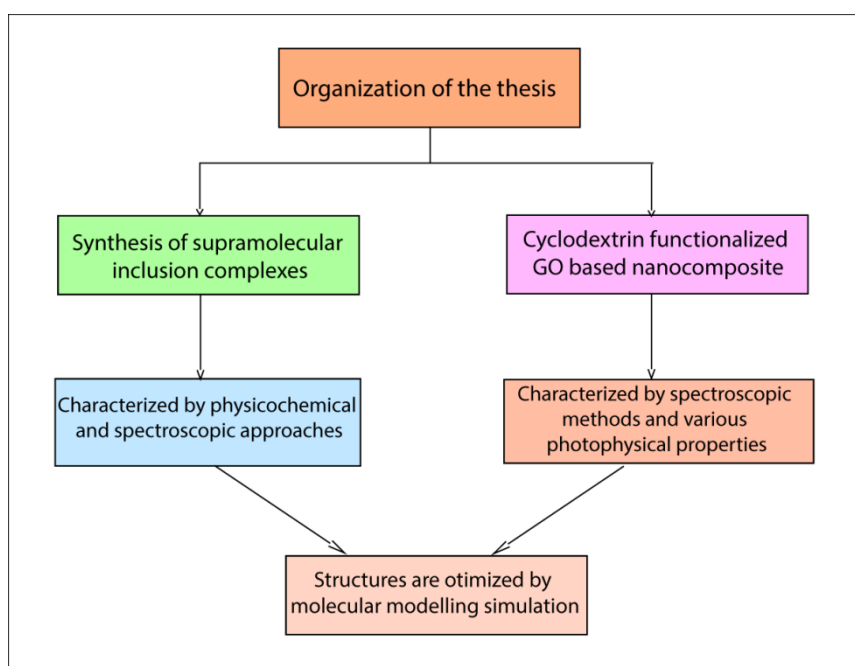 Organization of the thesis
Synthesis of supramolecular
inclusion complexes
Cyclodextrin functionalized
GO based nanocomposite
Characterized by physicochemical
and spectroscopic approaches
Characterized by spectroscopic
methods and various
photophysical properties
Structures are otimized by
molecular modelling simulation